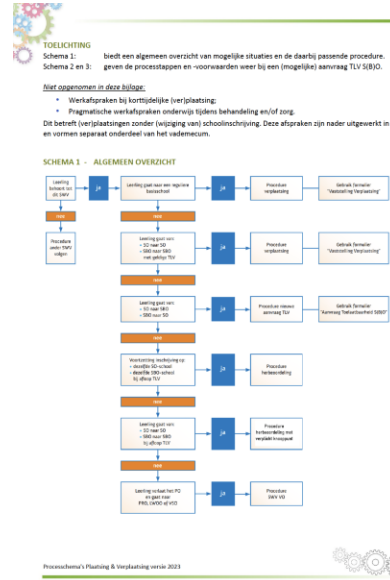 TOELICHTING
Schema 1: biedt een algemeen overzicht van mogelijke situaties en de daarbij passende procedure.
Schema 2 en 3: geven de processtappen en -voorwaarden weer bij een (mogelijke) aanvraag TLV S(B)O.
Niet opgenomen in deze bijlage:
• Werkafspraken bij korttijdelijke (ver)plaatsing;
• Pragmatische werkafspraken onderwijs tijdens behandeling en/of zorg.
Dit betreft (ver)plaatsingen zonder (wijziging van) schoolinschrijving. Deze afspraken zijn nader uitgewerkt in
en vormen separaat onderdeel van het vademecum.
SCHEMA 1 - ALGEMEEN OVERZICHT
Leerling
behoort tot
dit SWV
ja
Leerling gaat naar een reguliere
basisschool
ja
Procedure
verplaatsing
Gebruik formulier
"Vaststelling Verplaatsing"
nee
nee
Procedure
ander SWV
volgen
Leerling gaat van
- SO naar SO
- SBO naar SBO
met geldige TLV
ja
Procedure
verplaatsing
Gebruik formulier
"Vaststelling Verplaatsing"
nee
Leerling gaat van
- SO naar SBO
- SBO naar SO
ja
Procedure nieuwe
aanvraag TLV
Gebruik formulier
"Aanvraag Toelaatbaarheid S(B)O"
nee
Voortzetting inschrijving op
- dezelfde SO-school
- dezelfde SBO-school
bij afloop TLV
ja
Procedure
herbeoordeling
nee
Leerling gaat van
- SO naar SO
- SBO naar SBO
bij afloop TLV
ja
Procedure
herbeoordeling met
verplicht knooppunt
nee
Leerling verlaat het PO
en gaat naar
PRO, LWOO of VSO
ja
Procedure
SWV-VO
Processchema's Plaatsing & Verplaatsing versie 2023